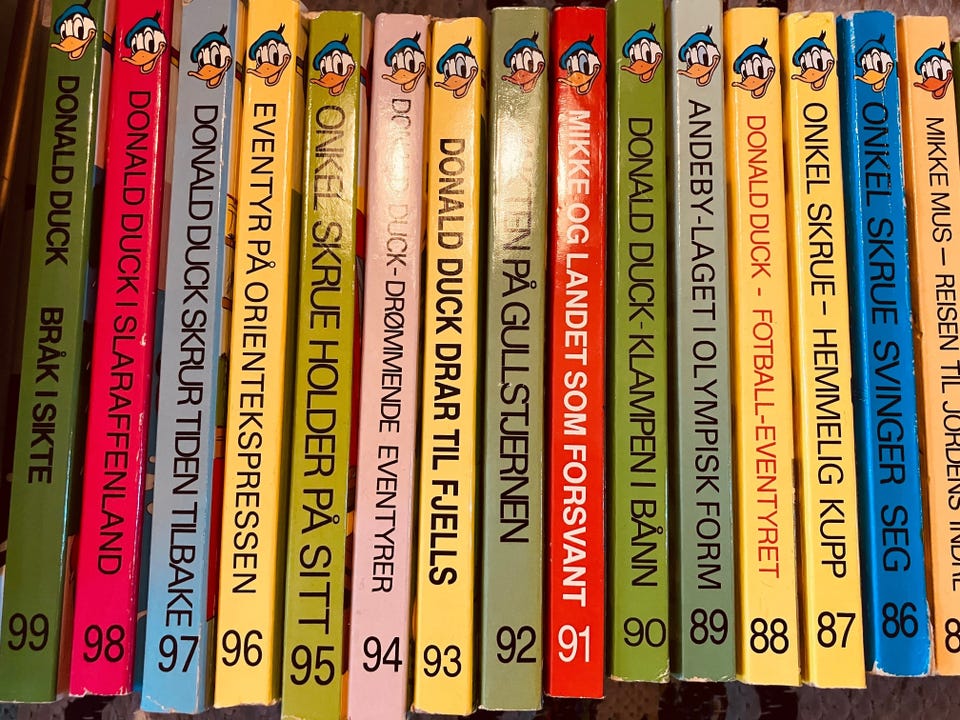 DONALD DUCK BRÅK I SIKTE
99
DONALD DUCK I SLARAFFENLAND
98
DONALD DUCK SKRUR TIDEN TILBAKE
97
EVENTYR PÅ ORIENTEKSPRESSEN
96
ONKEL SKRUE HOLDER PÅ SITT
95
DONALD DUCK-DRØMMENDE EVENTYRER
94
DONALD DUCK DRAR TIL FJELLS
93
PÅ GULLSTJERNEN
92
MIKKE OG LANDET SOM FORSVANT
91
DONALD DUCK-KLAMPEN I BÅNN
90
ANDEBY-LAGET I OLYMPISK FORM
89
DONALD DUCK - FOTBALL-EVENTYRET
88
ONKEL SKRUE - HEMMELIG KUPP
87
ONKEL SKRUE SVINGER SEG
86
MIKKE MUS - REISEN TIL JORDENS INDRE